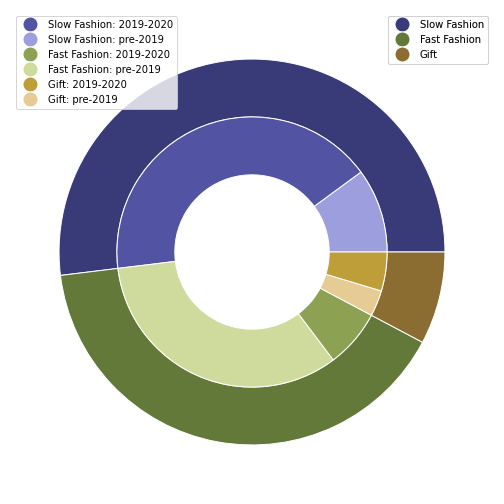 Slow Fashion: 2019-2020
Slow Fashion: pre-2019
Fast Fashion: 2019-2020
Fast Fashion: pre-2019
Gift: 2019-2020
Gift: pre-2019
Slow Fashion
Fast Fashion
Gift